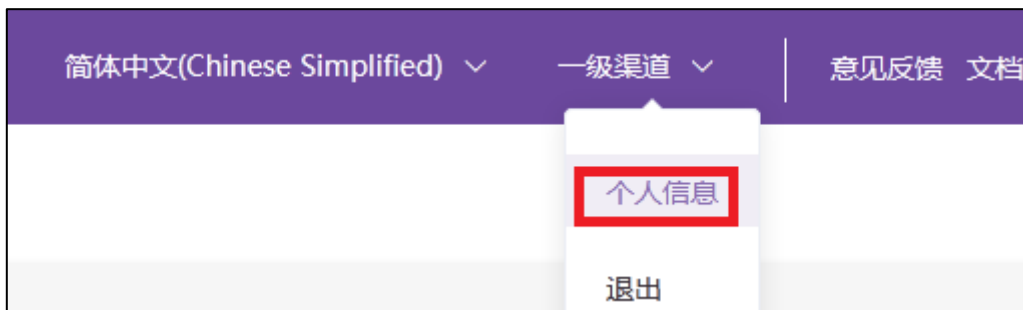 简体中文(Chinese Simplified) 一级渠道 意见反馈 文档
个人信息
退出